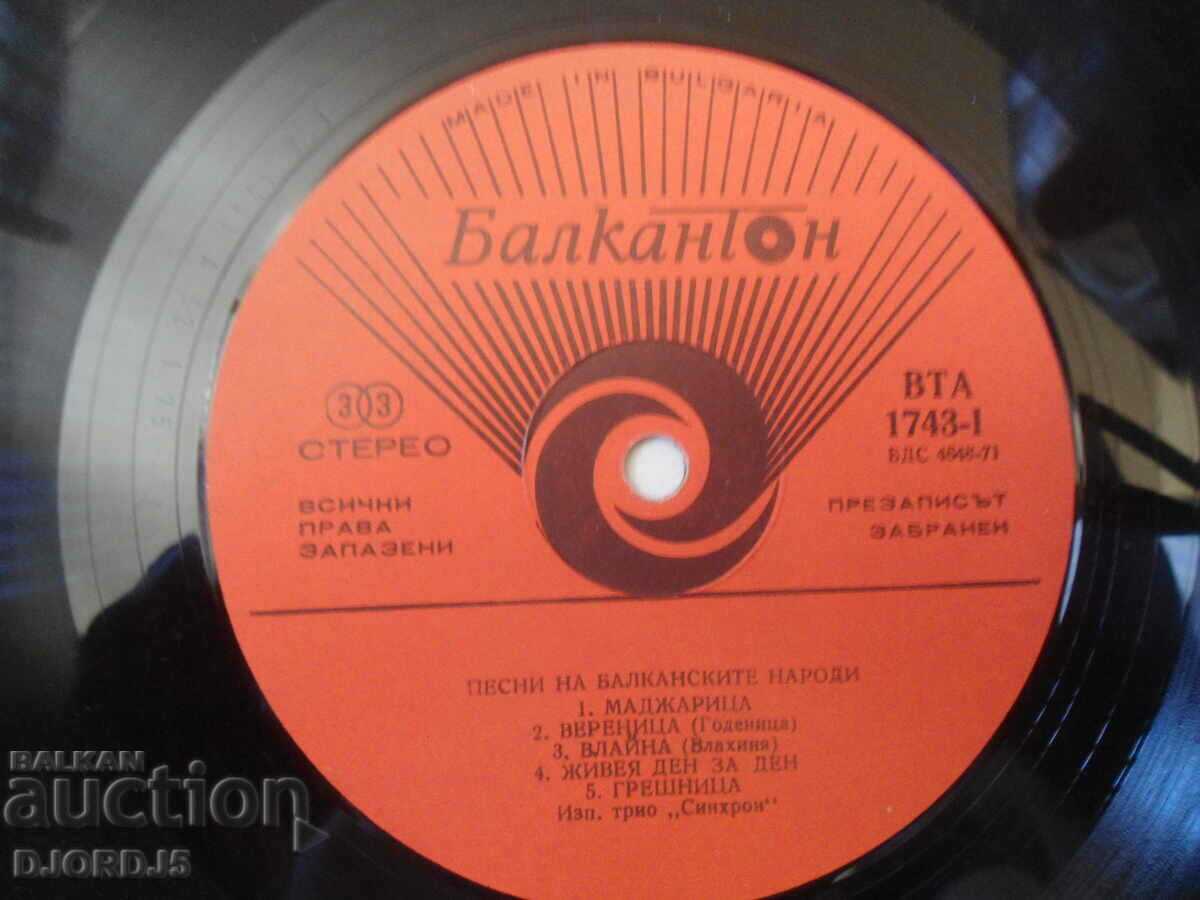 MADE IN BULGARIA
Балкантон
33
СТЕРЕО
ВСИЧКИ
ПРАВА
ЗАПАЗЕНИ
ВТА
1743-I
БДС 4848-71
ПРЕЗАПИСЪТ
ЗАБРАНЕН
ПЕСНИ НА БАЛКАНСКИТЕ НАРОДИ
1. МАДЖАРИЦА
2. ВЕРЕНИЦА (Годеница)
3. ВЛАЙНА (Влахиня)
4. ЖИВЕЯ ДЕН ЗА ДЕН
5. ГРЕШНИЦА
Изп. трио „Синхрон"
BALKAN
auction
DJORDJ5